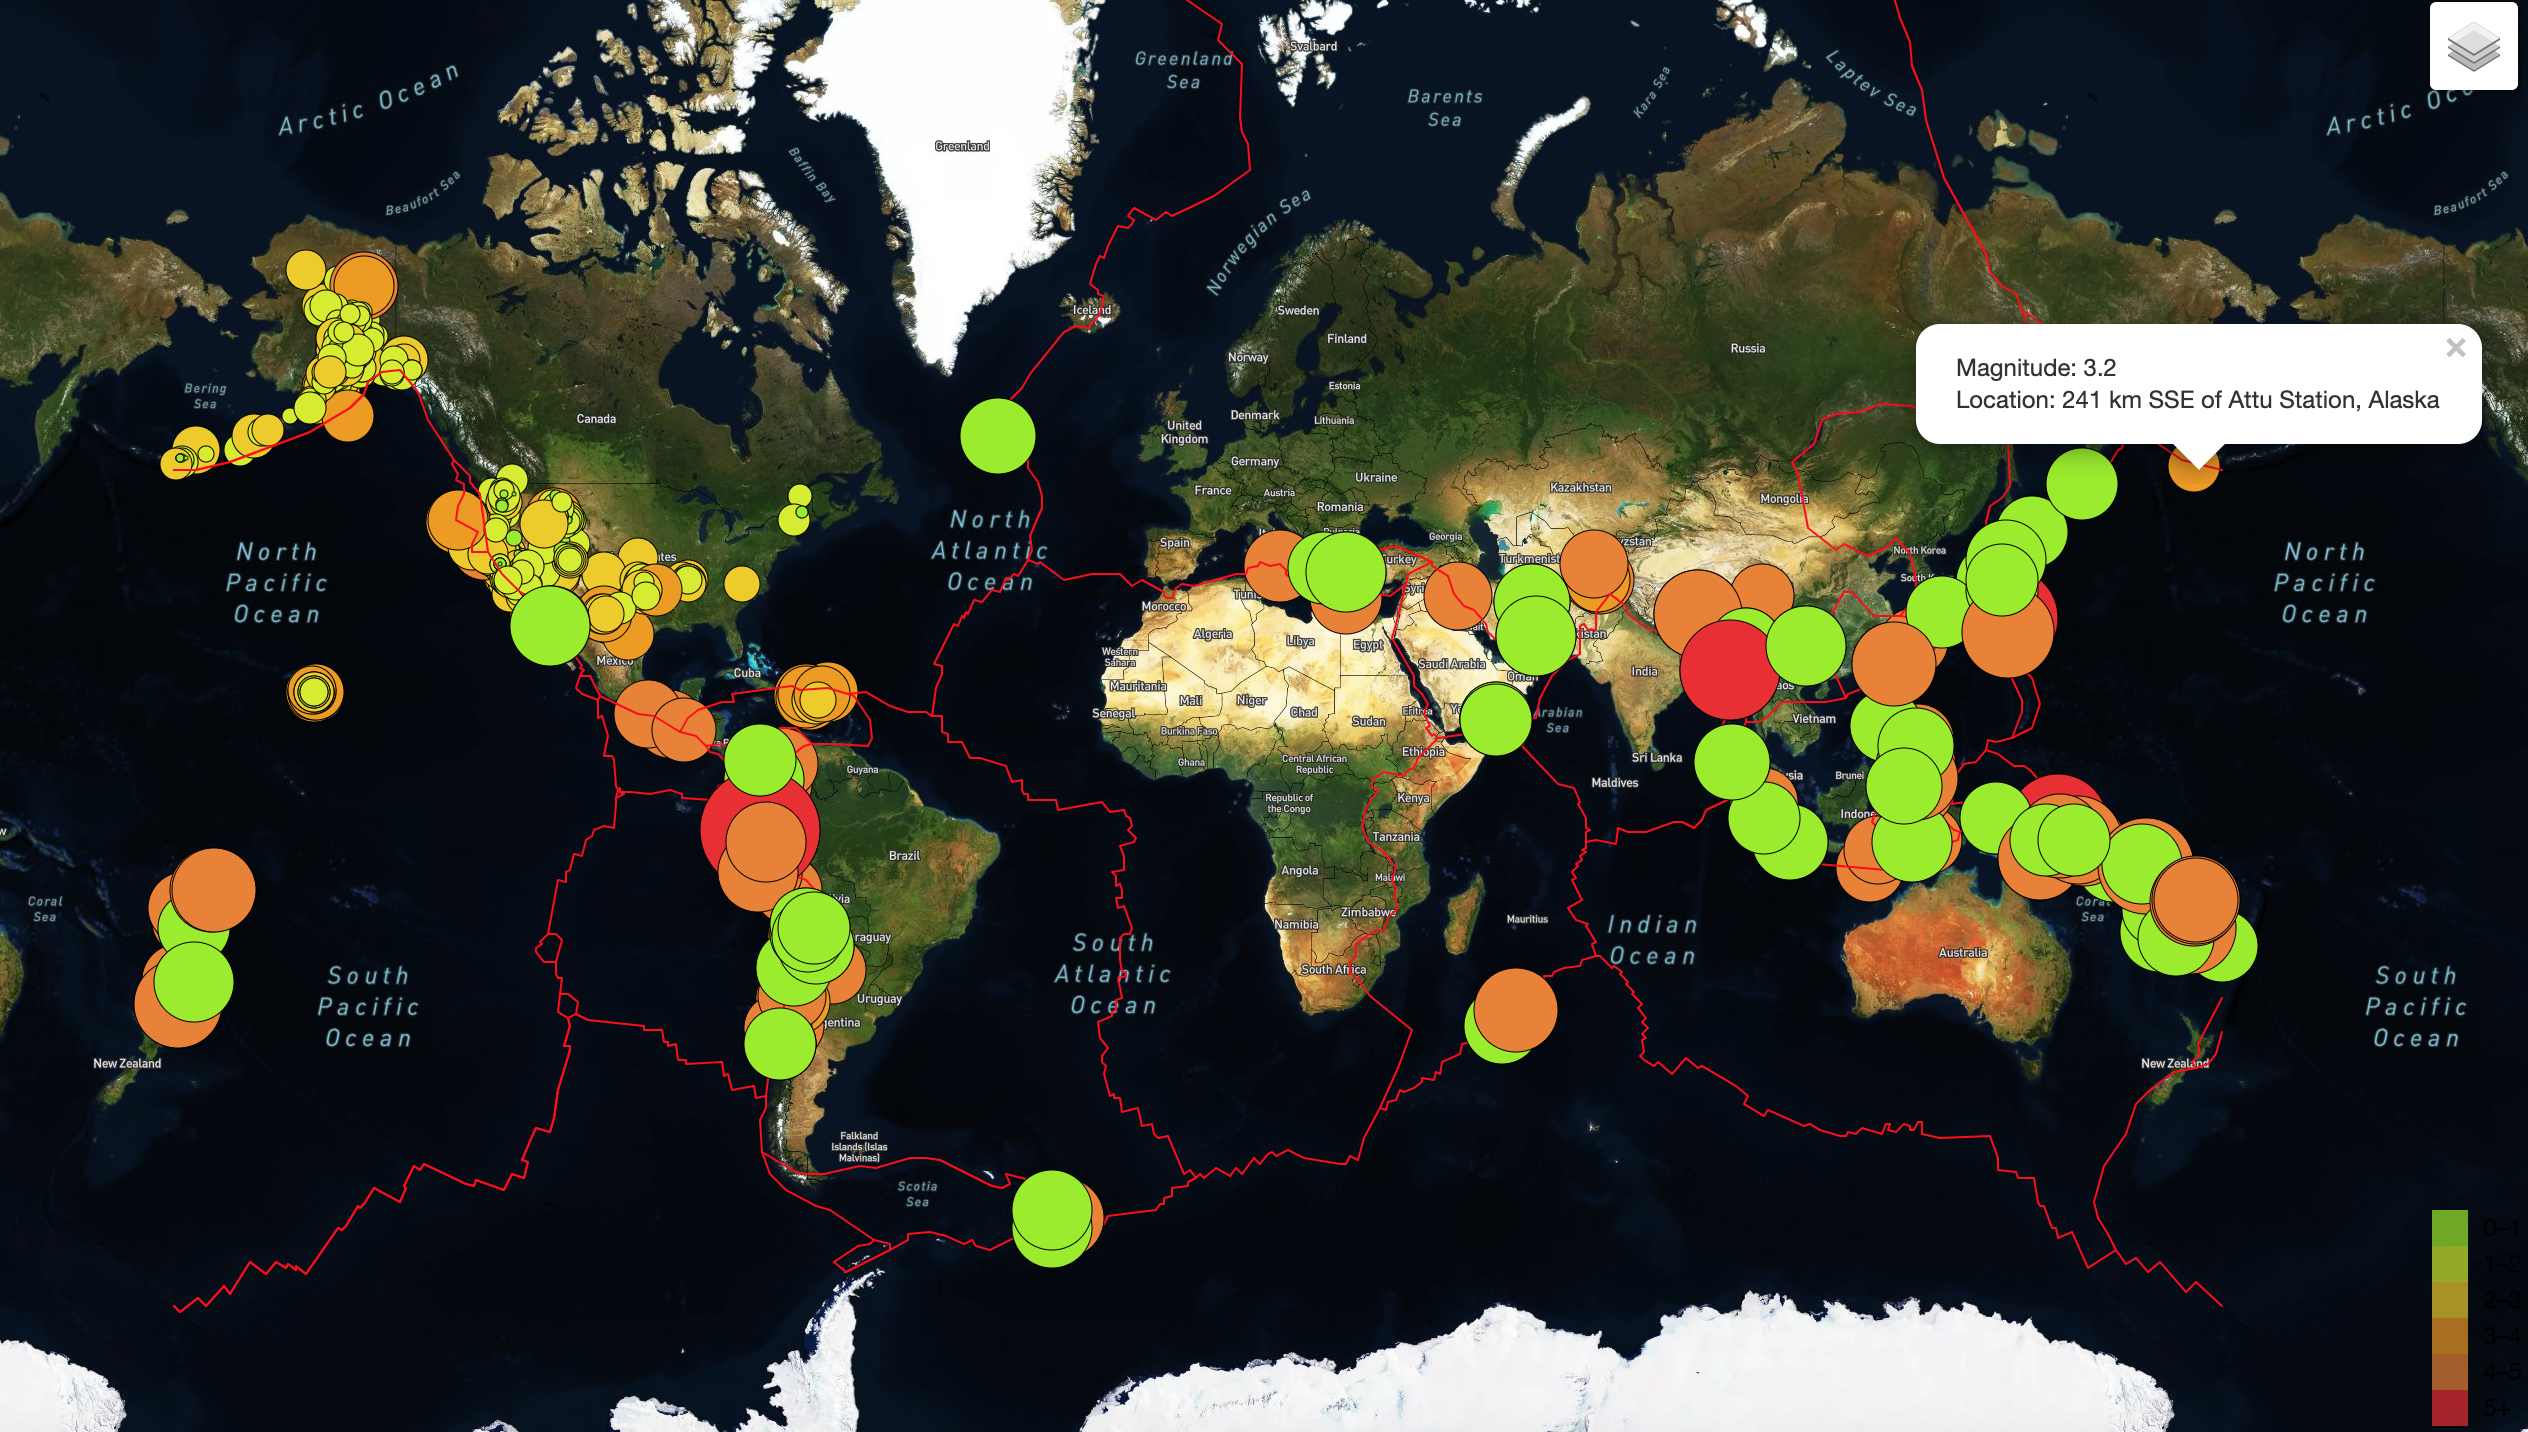 Arctic Ocean
Beaufort Sea
Baffin Bay
Greenland
Greenland
Sea
Svalbard
Barents
Sea
Kara Sea
Laptev Sea
Arctic
Beaufort Sea
Norwegian Sea
Iceland
Sweden
Finland
Norway
Russia
Magnitude: 3.2
Location: 241 km SSE of Attu Station, Alaska
×
Bering
Sea
Canada
Estonia
Denmark
Lithuania
United
Kingdom
Germany
Ukraine
France
Austria
Romania
Kazakhstan
Mongolia
North
Pacific
Ocean
North
Atlantic
Ocean
Spain
Georgia
North Korea
North
Pacific
Ocean
Morocco
Algeria
Libya
Egypt
Western
Sahara
Saudi Arabia
India
Mexico
Cuba
Mauritania
Mali
Niger
Chad
Sudan
Eritrea
Senegal
Burkina Faso
Arabian
Sea
Vietnam
Ethiopia
Ghana
Central African
Republic
Sri Lanka
Maldives
Brunei
Guyana
Republic of
the Congo
Kenya
Tanzania
Brazil
Angola
Malawi
Zimbabwe
Namibia
South Africa
Mauritius
Indian
Ocean
Coral
Sea
Coral
Sea
Australia
South
Pacific
Ocean
South
Atlantic
Ocean
Uruguay
South
Pacific
Ocean
New Zealand
New Zealand
Falkland
Islands (Islas
Malvinas)
Scotia
Sea
0–1
1–2
2–3
3–4
4–5
5+